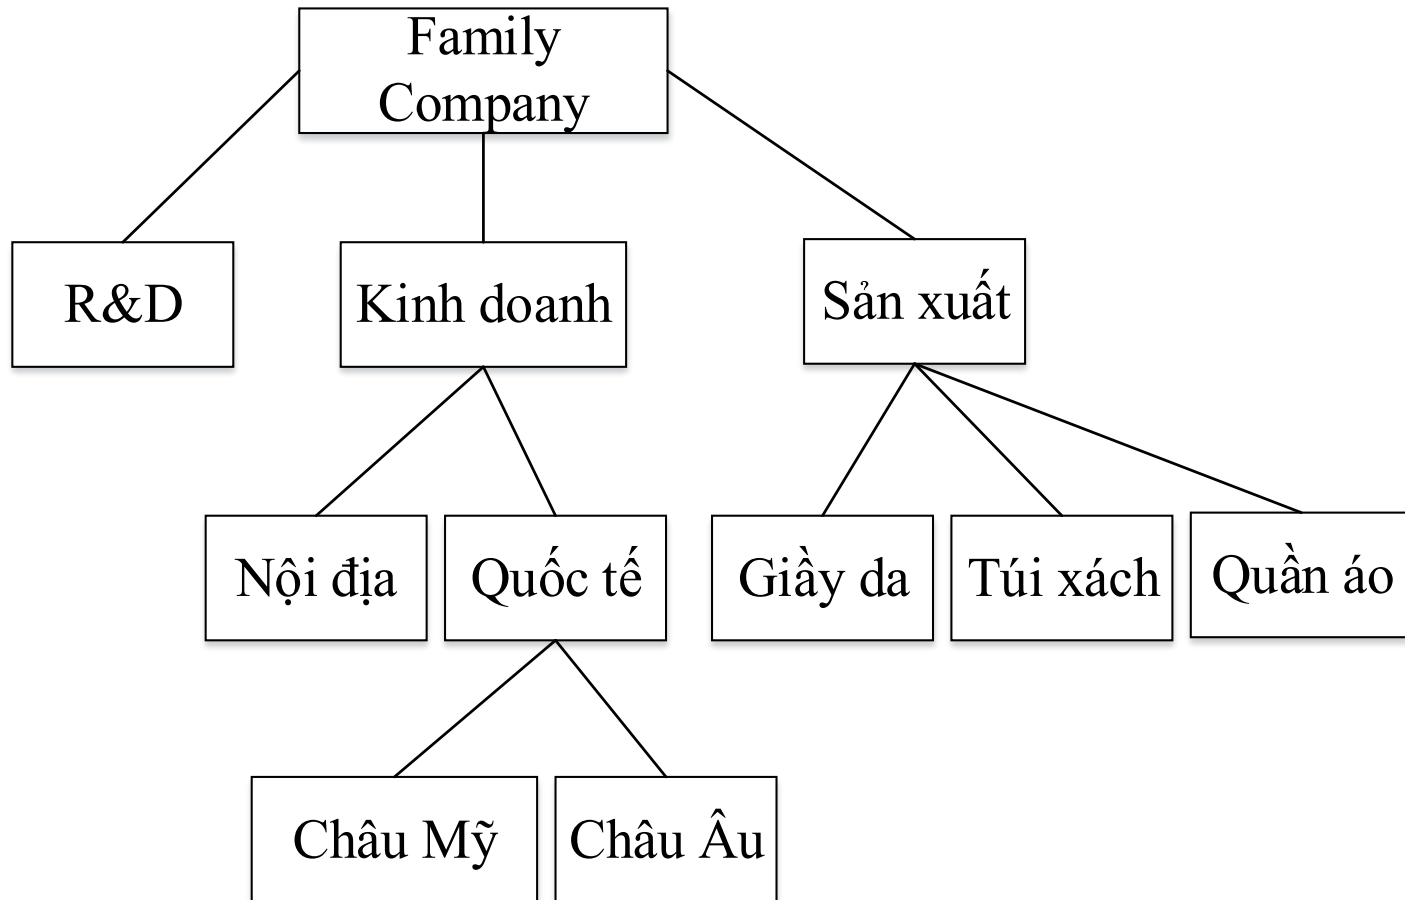 Family
Company
R&D
Kinh doanh
Sản xuất
Nội địa
Quốc tế
Giầy da
Túi xách
Quần áo
Châu Mỹ
Châu Âu